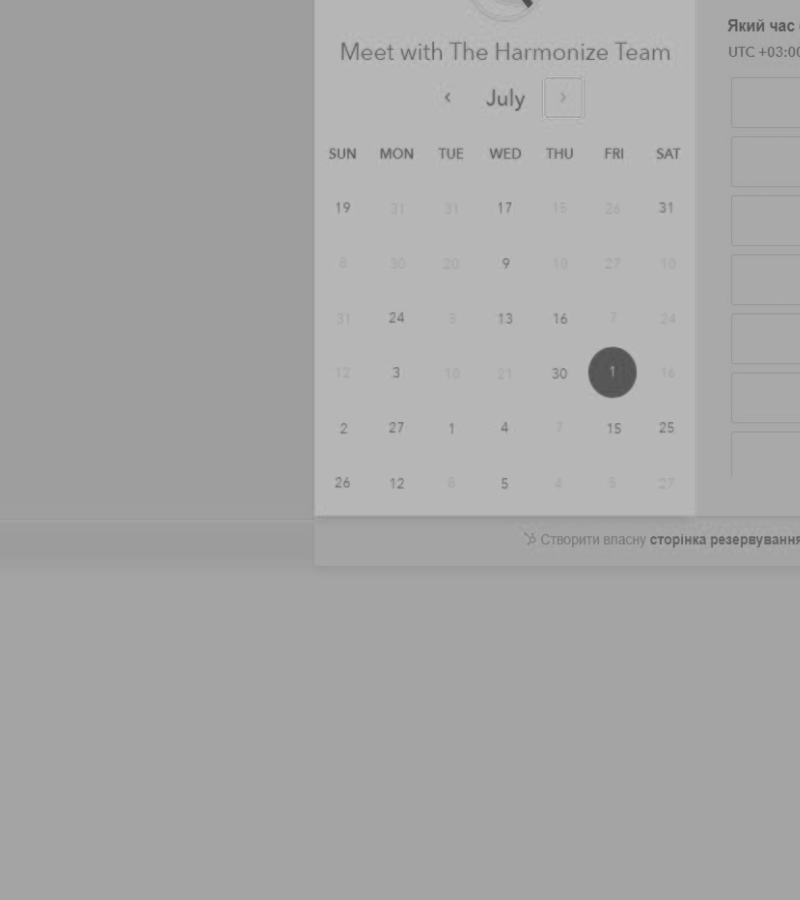 Meet with The Harmonize Team
Який час
UTC +03:00
July
SUN MON TUE WED THU FRI SAT
19 31 31 17 15 26 31
8 30 20 9 10 27 10
31 24 3 13 16 7 24
12 3 10 21 30 1 16
2 27 1 4 7 15 25
26 12 6 5 4 5 27
Створити власну сторінка резервування